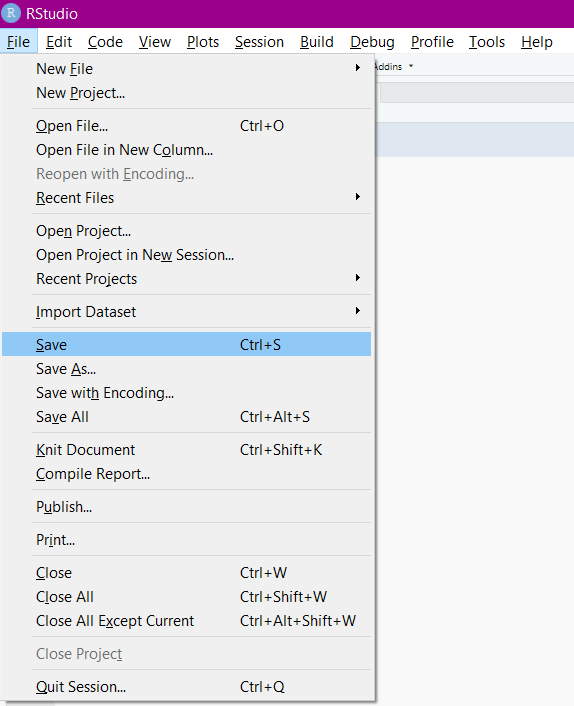 R RStudio
File Edit Code View Plots Session Build Debug Profile Tools Help
Addins
New File
New Project...
Open File... Ctrl+O
Open File in New Column...
Reopen with Encoding...
Recent Files
Open Project...
Open Project in New Session...
Recent Projects
Import Dataset
Save Ctrl+S
Save As...
Save with Encoding...
Save All Ctrl+Alt+S
Knit Document Ctrl+Shift+K
Compile Report...
Publish...
Print...
Close Ctrl+W
Close All Ctrl+Shift+W
Close All Except Current Ctrl+Alt+Shift+W
Close Project
Quit Session... Ctrl+Q